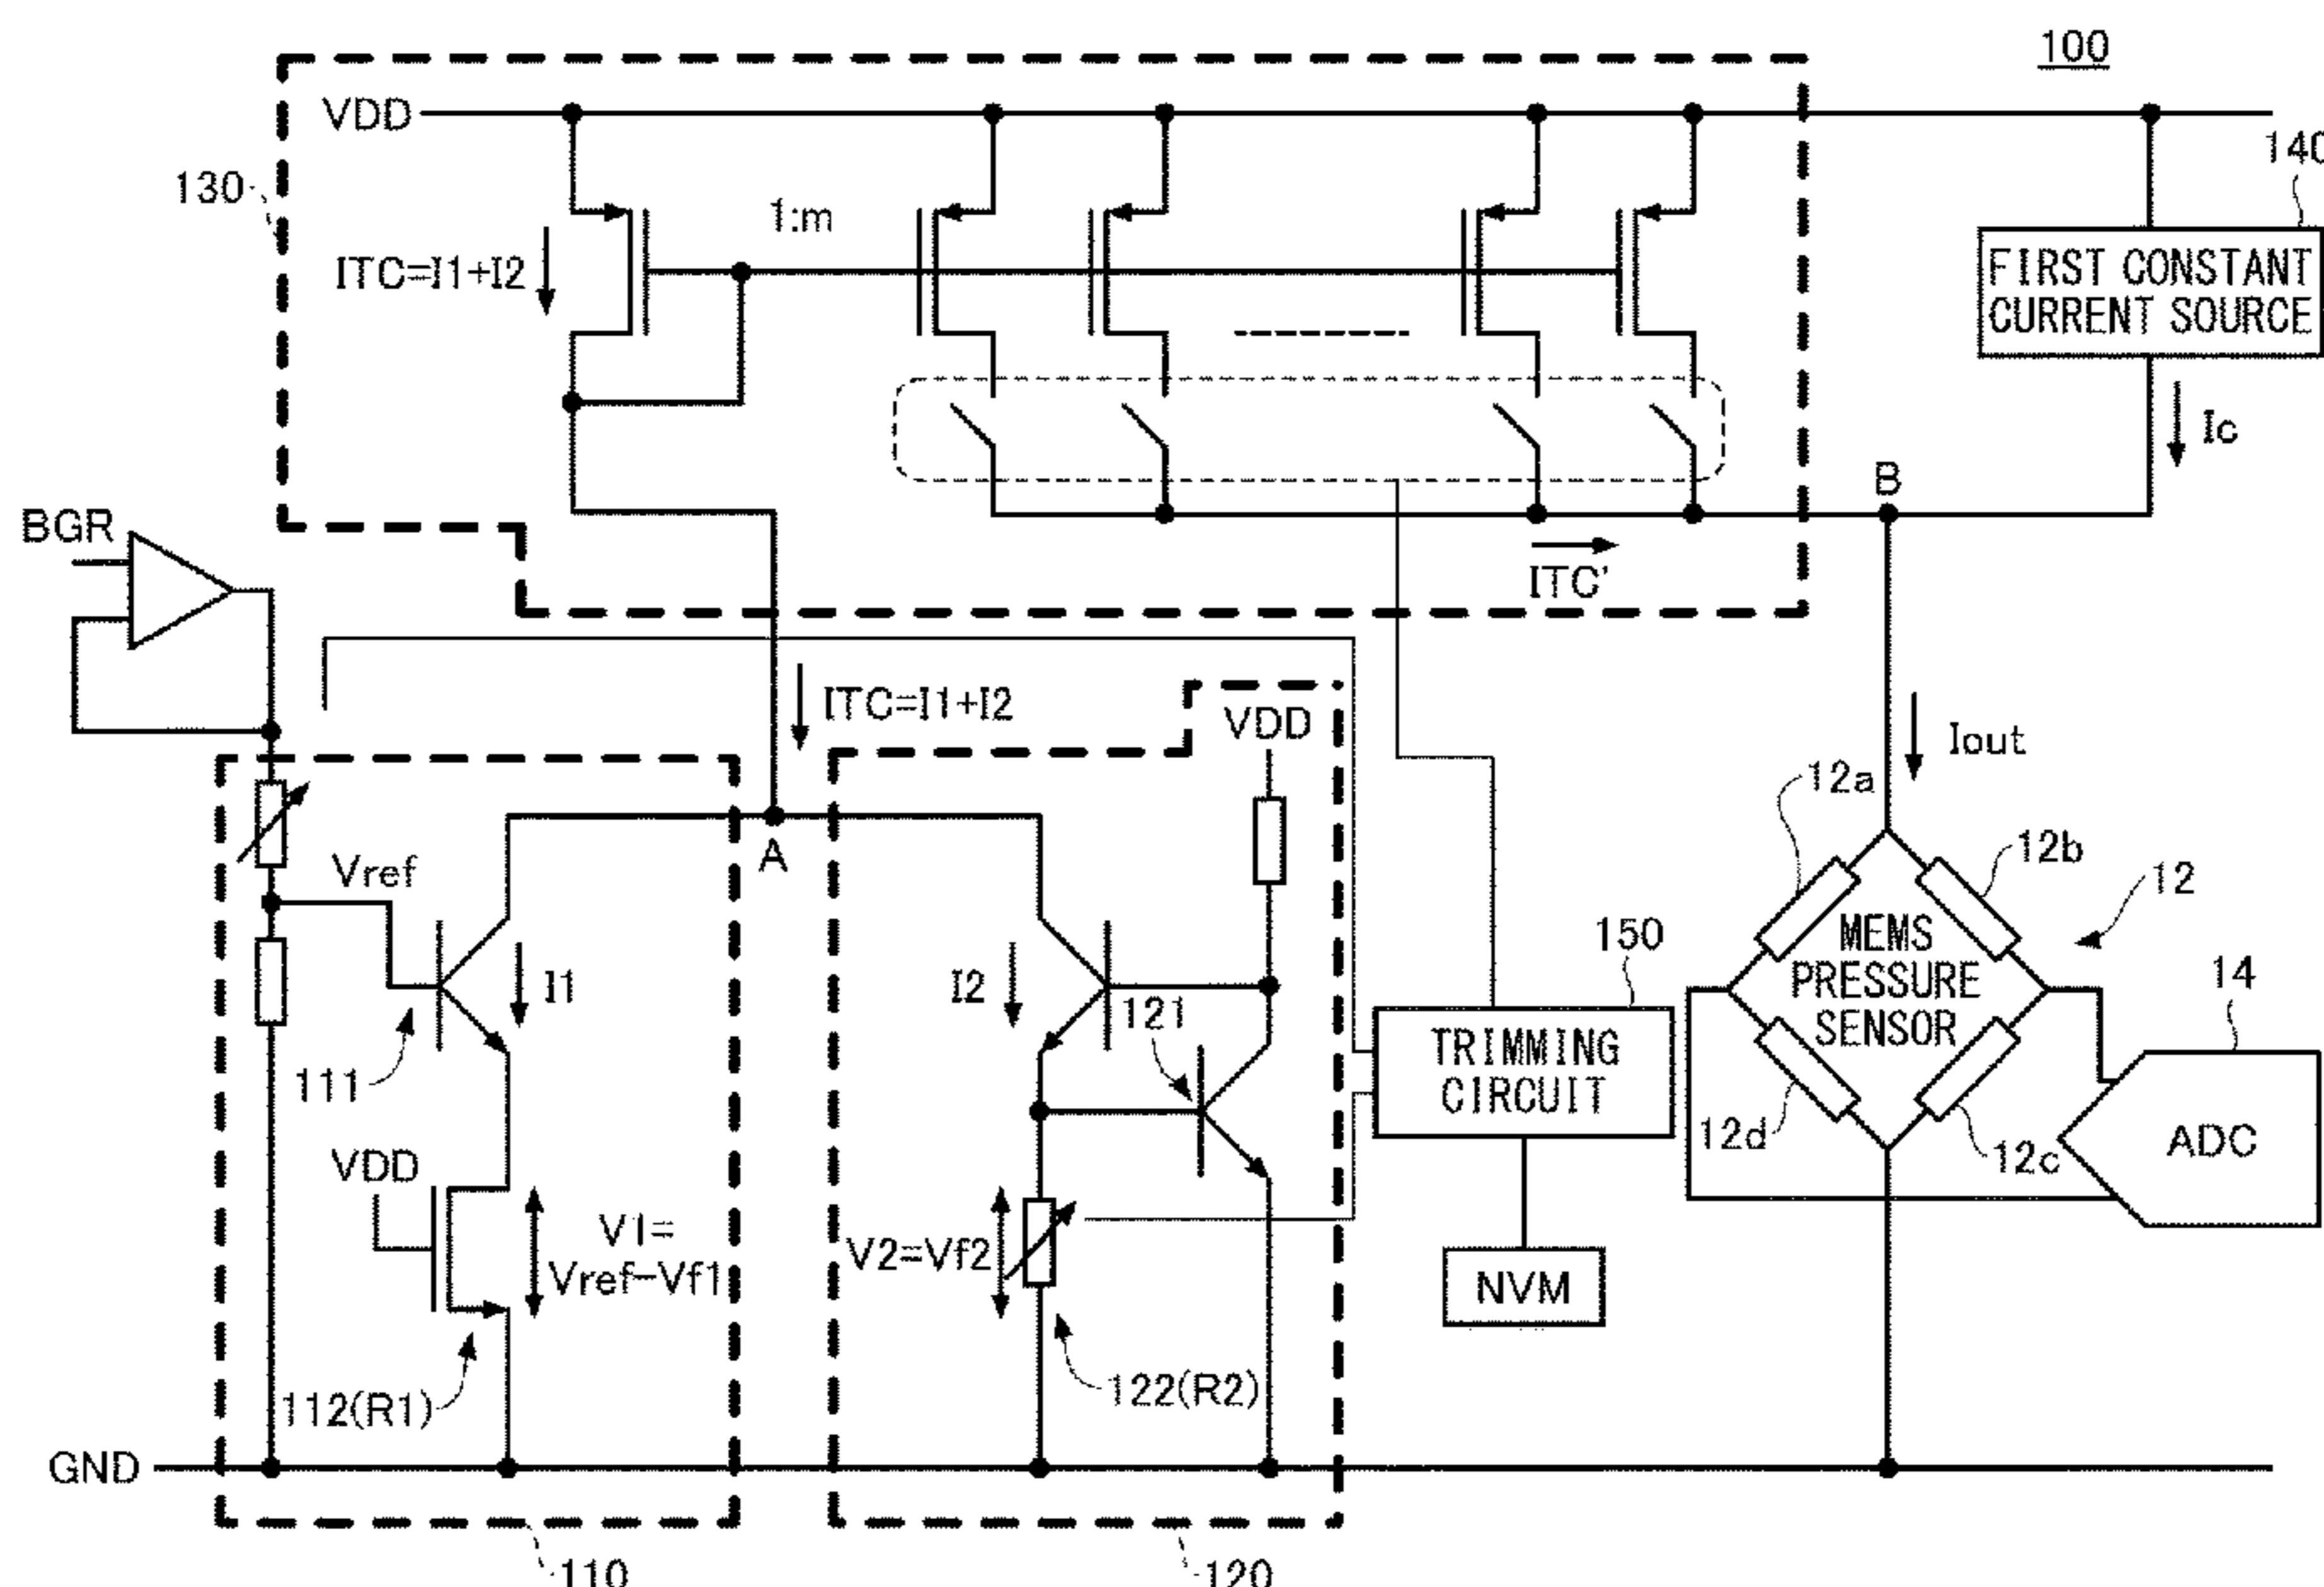 100
VDD
140
130
1:m
ITC=I1+I2
FIRST CONSTANT
CURRENT SOURCE
Ic
B
BGR
ITC'
ITC=I1+I2
VDD
Iout
12a
12b
12
A
Vref
MEMS
PRESSURE
SENSOR
150
14
I1
I2
121
TRIMMING
CIRCUIT
111
12d
12c
ADC
VDD
V1=
Vref-Vf1
V2=Vf2
NVM
112(R1)
122(R2)
GND
110
120